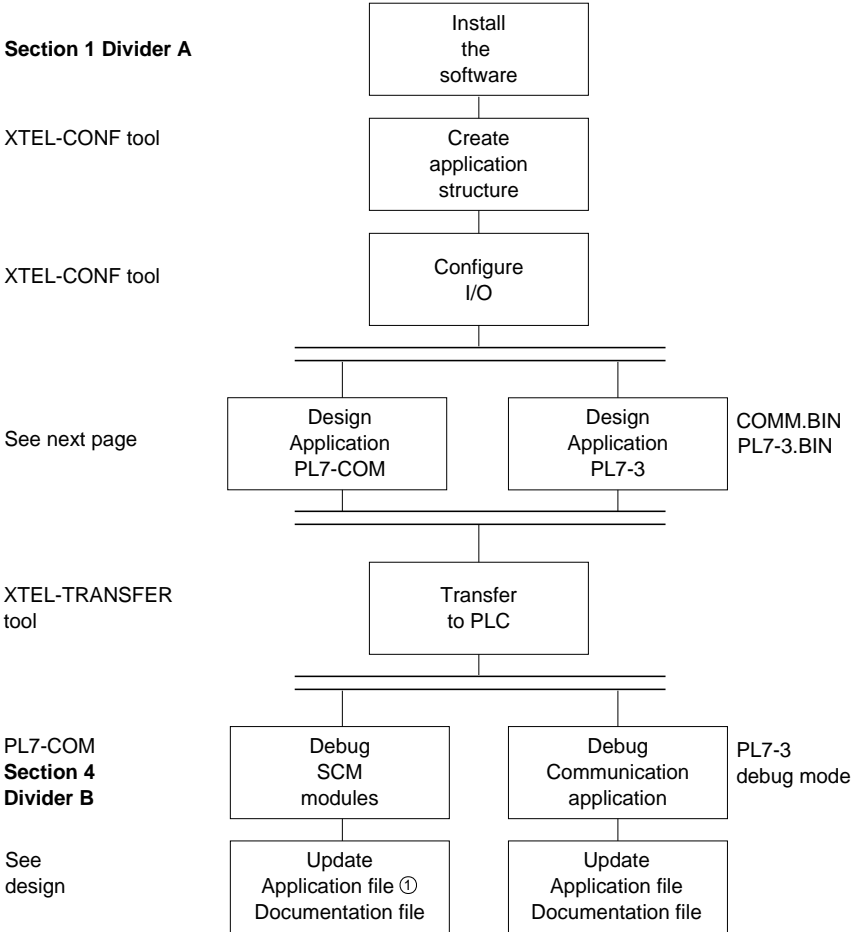 Install
the
software
Section 1 Divider A
XTEL-CONF tool
Create
application
structure
XTEL-CONF tool
Configure
I/O
See next page
Design
Application
PL7-COM
Design
Application
PL7-3
COMM.BIN
PL7-3.BIN
XTEL-TRANSFER
tool
Transfer
to PLC
PL7-COM
Section 4
Divider B
Debug
SCM
modules
Debug
Communication
application
PL7-3
debug mode
See
design
Update
Application file ①
Documentation file
Update
Application file
Documentation file